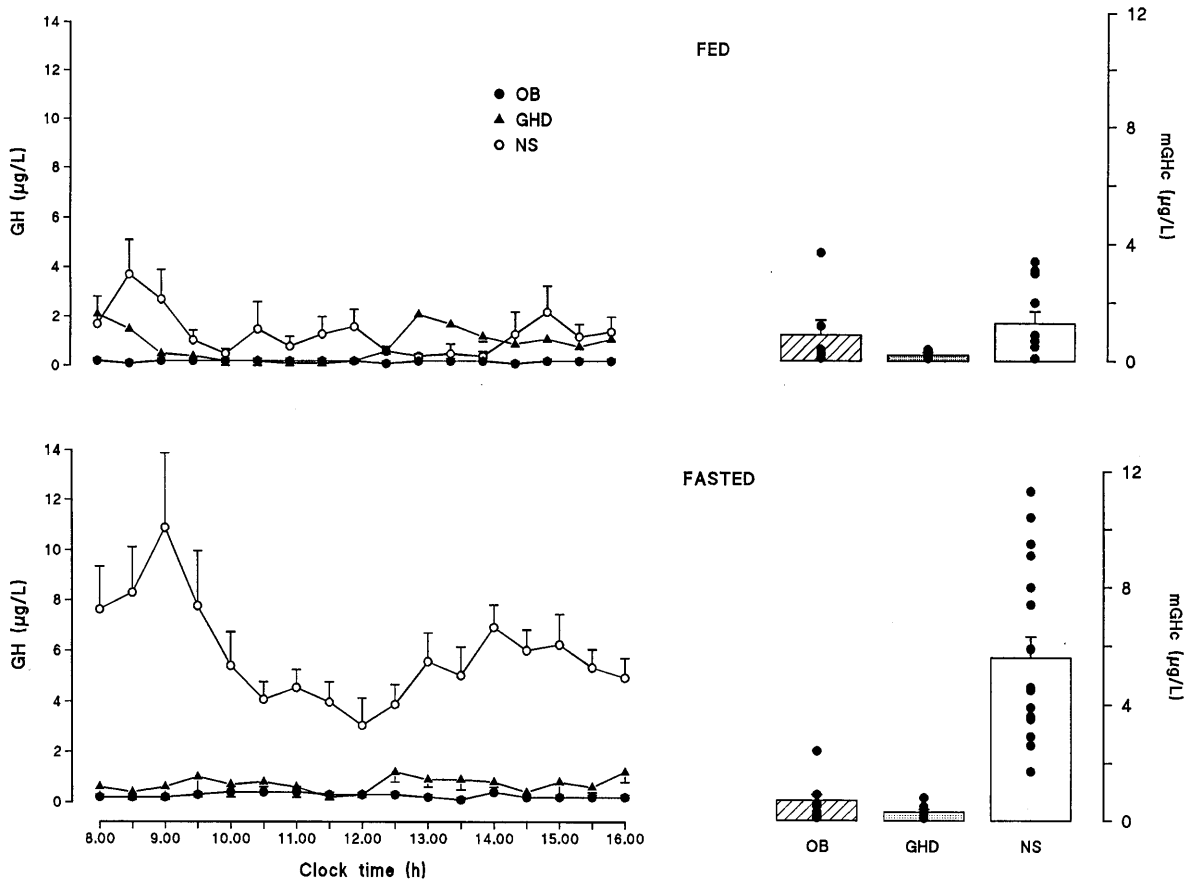 14
12
10
8
6
4
2
0
GH (µg/L)
OB
GHD
NS
FED
12
8
4
0
mGHc (µg/L)
14
12
10
8
6
4
2
0
GH (µg/L)
8.00 9.00 10.00 11.00 12.00 13.00 14.00 15.00 16.00
Clock time (h)
FASTED
12
8
4
0
mGHc (µg/L)
OB GHD NS